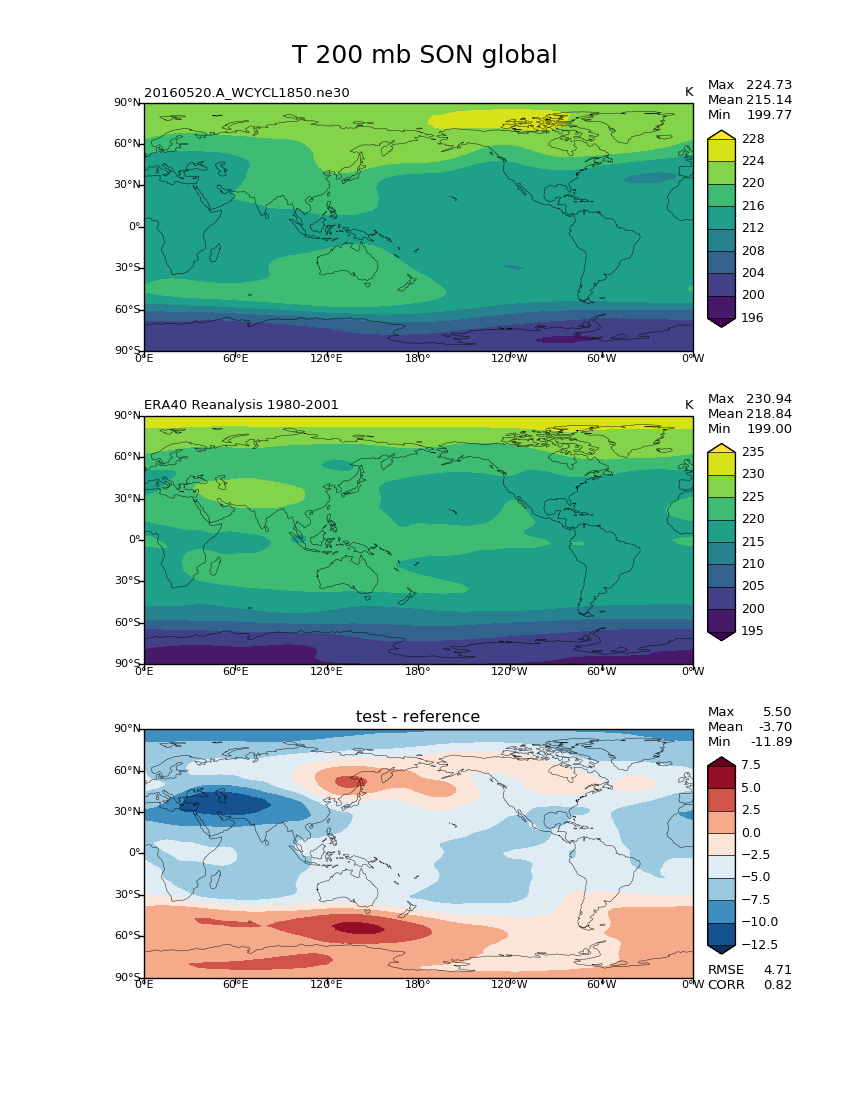 T 200 mb SON global
20160520.A_WCYCL1850.ne30 K
Max 224.73
Mean 215.14
Min 199.77
90°N
60°N
30°N
0°
30°S
60°S
90°S
0°E 60°E 120°E 180° 120°W 60°W 0°W
228
224
220
216
212
208
204
200
196
ERA40 Reanalysis 1980-2001 K
Max 230.94
Mean 218.84
Min 199.00
90°N
60°N
30°N
0°
30°S
60°S
90°S
0°E 60°E 120°E 180° 120°W 60°W 0°W
235
230
225
220
215
210
205
200
195
test - reference
Max 5.50
Mean -3.70
Min -11.89
90°N
60°N
30°N
0°
30°S
60°S
90°S
0°E 60°E 120°E 180° 120°W 60°W 0°W
7.5
5.0
2.5
0.0
−2.5
−5.0
−7.5
−10.0
−12.5
RMSE 4.71
CORR 0.82